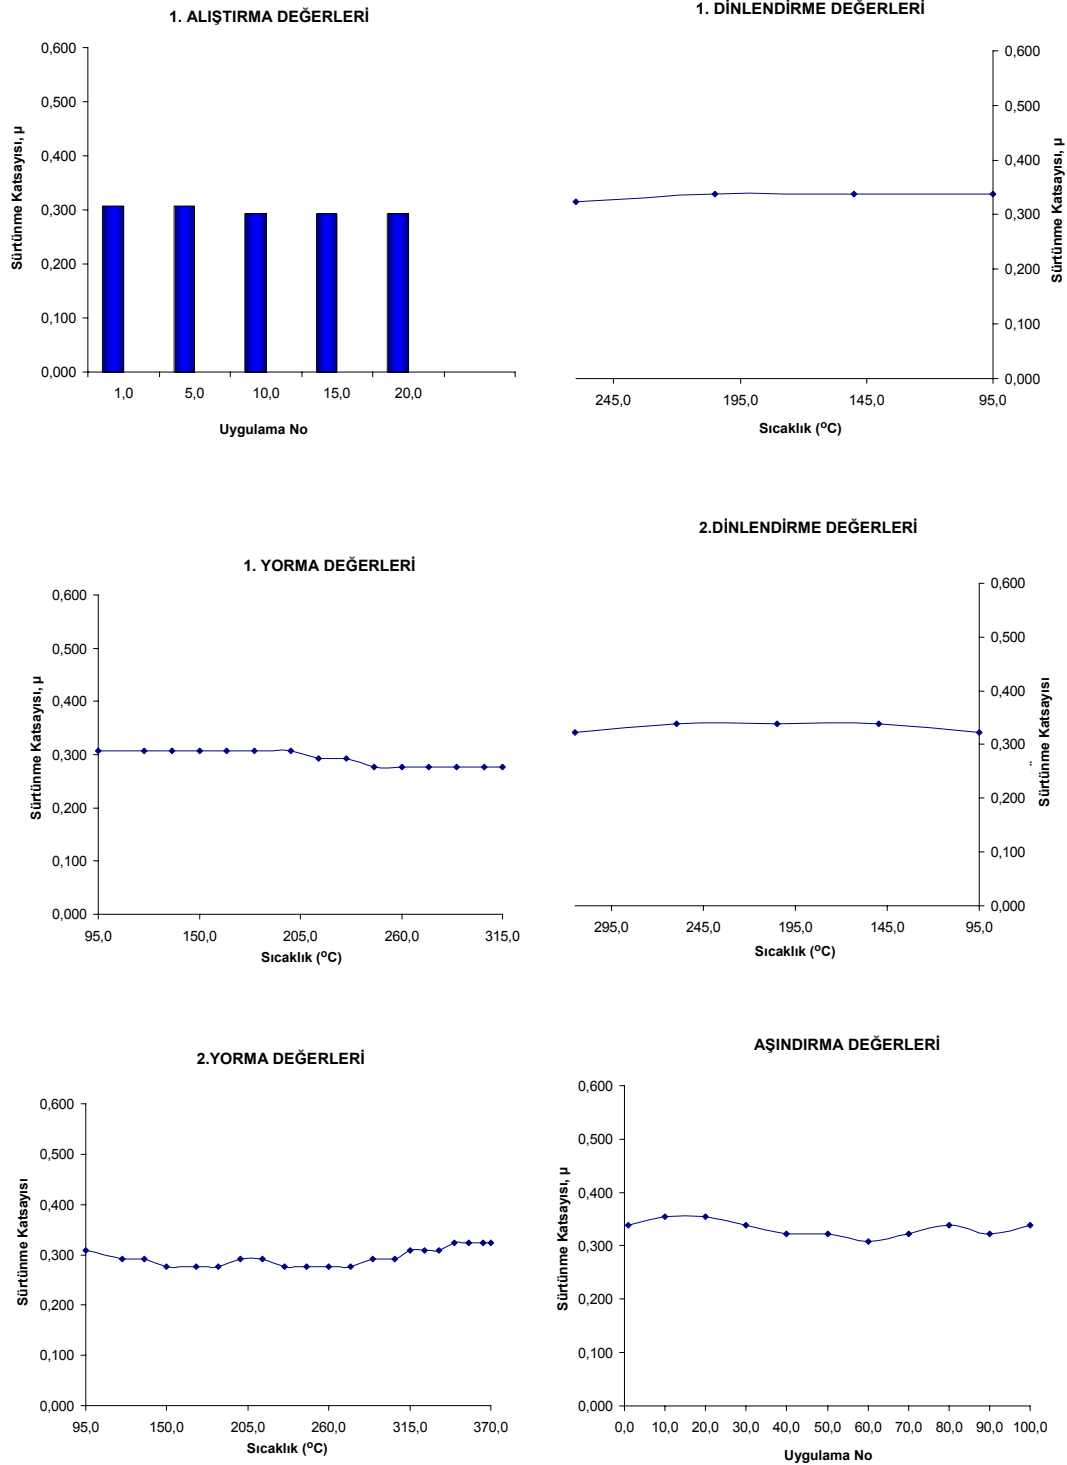 1. ALIŞTIRMA DEĞERLERİ
0,600
0,500
0,400
0,300
0,200
0,100
0,000
Sürtünme Katsayısı, µ
1,0 5,0 10,0 15,0 20,0
Uygulama No
1. DİNLENDİRME DEĞERLERİ
0,600
0,500
0,400
0,300
0,200
0,100
0,000
Sürtünme Katsayısı, µ
245,0 195,0 145,0 95,0
Sıcaklık (°C)
1. YORMA DEĞERLERİ
0,600
0,500
0,400
0,300
0,200
0,100
0,000
Sürtünme Katsayısı, µ
95,0 150,0 205,0 260,0 315,0
Sıcaklık (°C)
2.DİNLENDİRME DEĞERLERİ
0,600
0,500
0,400
0,300
0,200
0,100
0,000
Sürtünme Katsayısı
295,0 245,0 195,0 145,0 95,0
Sıcaklık (°C)
2.YORMA DEĞERLERİ
0,600
0,500
0,400
0,300
0,200
0,100
0,000
Sürtünme Katsayısı
95,0 150,0 205,0 260,0 315,0 370,0
Sıcaklık (°C)
AŞINDIRMA DEĞERLERİ
0,600
0,500
0,400
0,300
0,200
0,100
0,000
Sürtünme Katsayısı, µ
0,0 10,0 20,0 30,0 40,0 50,0 60,0 70,0 80,0 90,0 100,0
Uygulama No